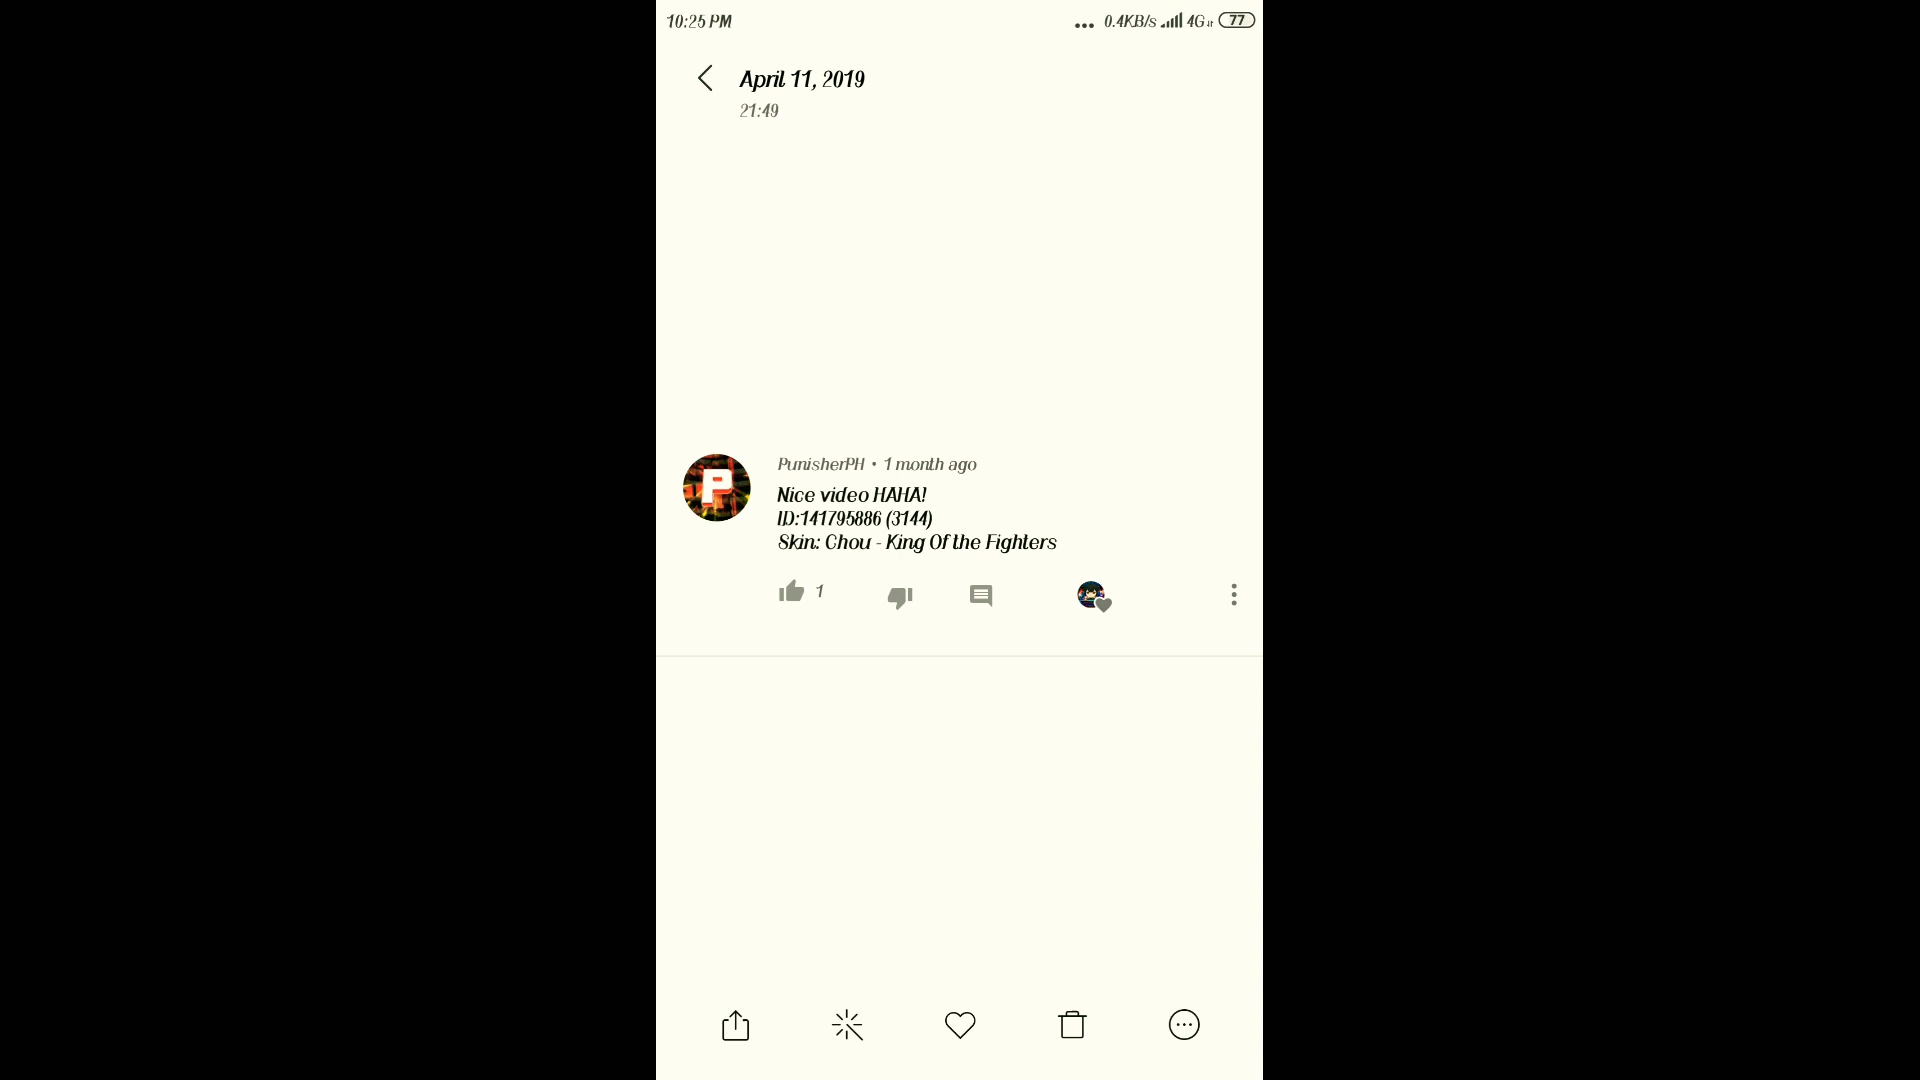 10:25 PM
... 0.4KB/s 4G 77
April 11, 2019
21:49
P
PunisherPH • 1 month ago
Nice video HAHA!
ID:141795886 (3144)
Skin: Chou - King Of the Fighters
1